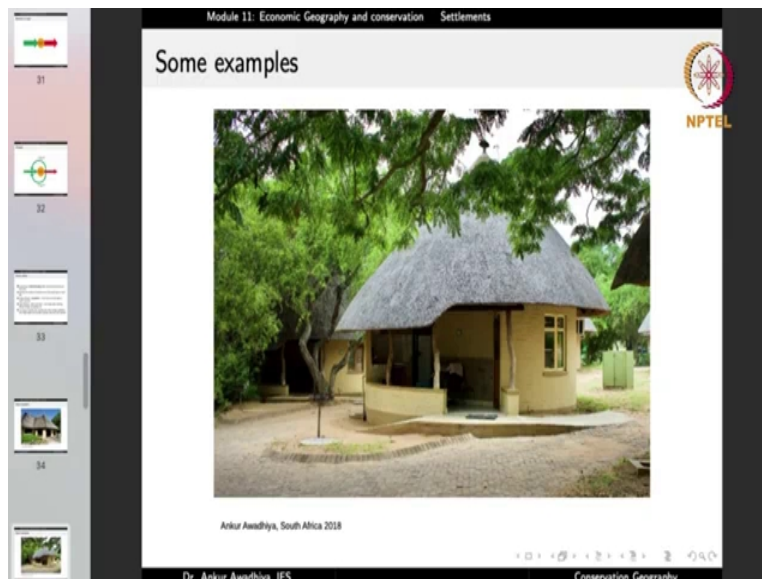 Module 11: Economic Geography and conservation Settlements
Some examples
NPTEL
31
32
33
34
Ankur Awadhiya, South Africa 2018
Dr. Ankur Awadhiya, IFS Conservation Geography